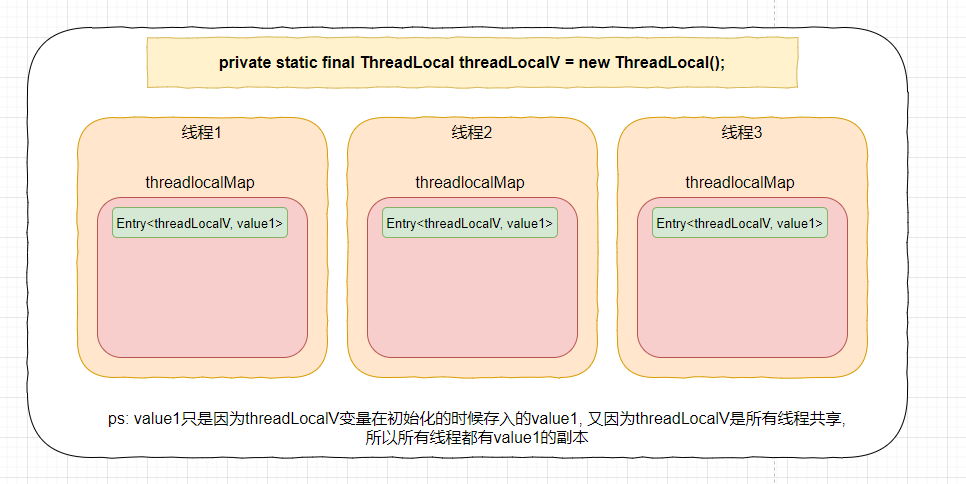 private static final ThreadLocal threadLocalV = new ThreadLocal();
线程1
线程2
线程3
threadlocalMap
threadlocalMap
threadlocalMap
Entry<threadLocalV, value1>
Entry<threadLocalV, value1>
Entry<threadLocalV, value1>
ps: value1只是因为threadLocalV变量在初始化的时候存入的value1, 又因为threadLocalV是所有线程共享,
所以所有线程都有value1的副本